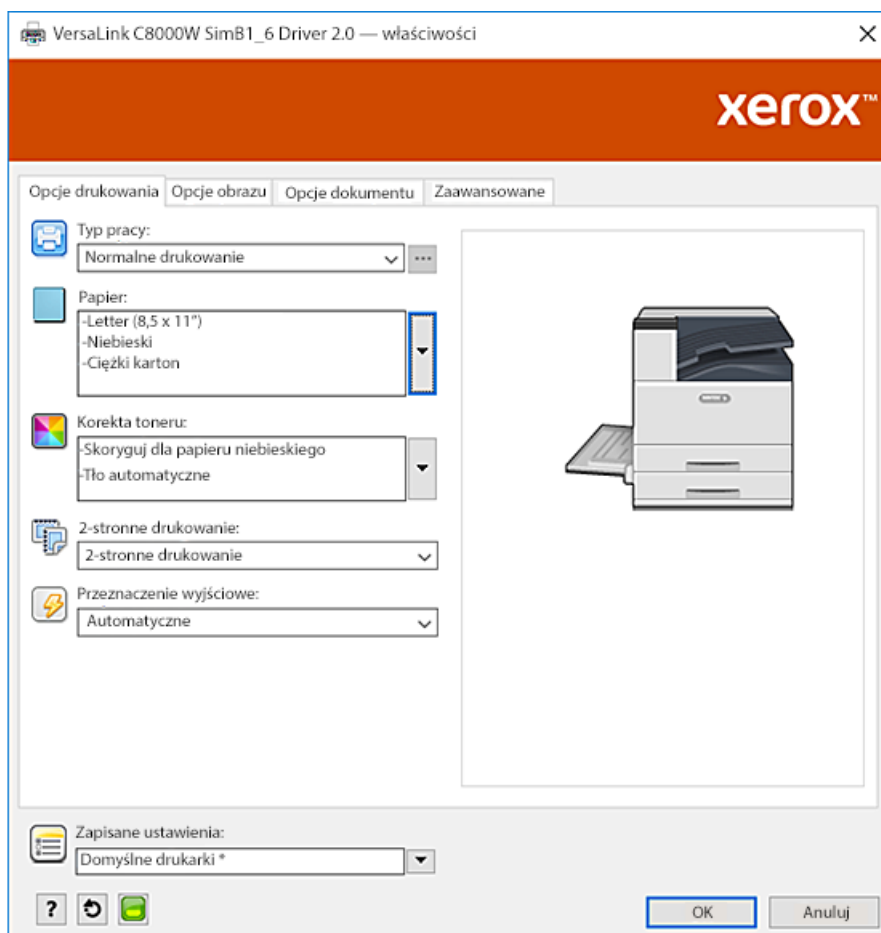 VersaLink C8000W SimB1_6 Driver 2.0 — właściwości
xerox™
Opcje drukowania Opcje obrazu Opcje dokumentu Zaawansowane
Typ pracy:
Normalne drukowanie
Papier:
-Letter (8,5 x 11")
-Niebieski
-Ciężki karton
Korekta toneru:
-Skoryguj dla papieru niebieskiego
-Tło automatyczne
2-stronne drukowanie:
2-stronne drukowanie
Przeznaczenie wyjściowe:
Automatyczne
Zapisane ustawienia:
Domyślne drukarki *
?
OK Anuluj